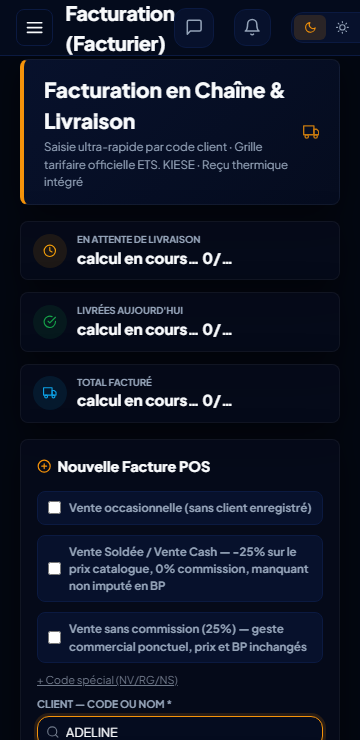 Facturation
(Facturier)
Facturation en Chaîne &
Livraison
Saisie ultra-rapide par code client · Grille
tarifaire officielle ETS. KIESE · Reçu thermique
intégré
EN ATTENTE DE LIVRAISON
calcul en cours… 0/…
LIVRÉES AUJOURD'HUI
calcul en cours… 0/…
TOTAL FACTURÉ
calcul en cours… 0/…
Nouvelle Facture POS
Vente occasionnelle (sans client enregistré)
Vente Soldée / Vente Cash — -25% sur le
prix catalogue, 0% commission, manquant
non imputé en BP
Vente sans commission (25%) — geste
commercial ponctuel, prix et BP inchangés
+ Code spécial (NV/RG/NS)
CLIENT — CODE OU NOM *
ADELINE